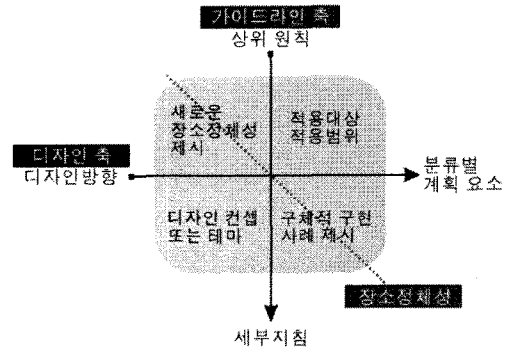 가이드라인 축
상위 원칙
새로운
장소장체성
제시
적용대상
적용범위
디자인 축
디자인방향
분류별
계획 요소
디자인 컨셉
또는 테마
구체적 구현
사례 제시
장소정체성
세부지침